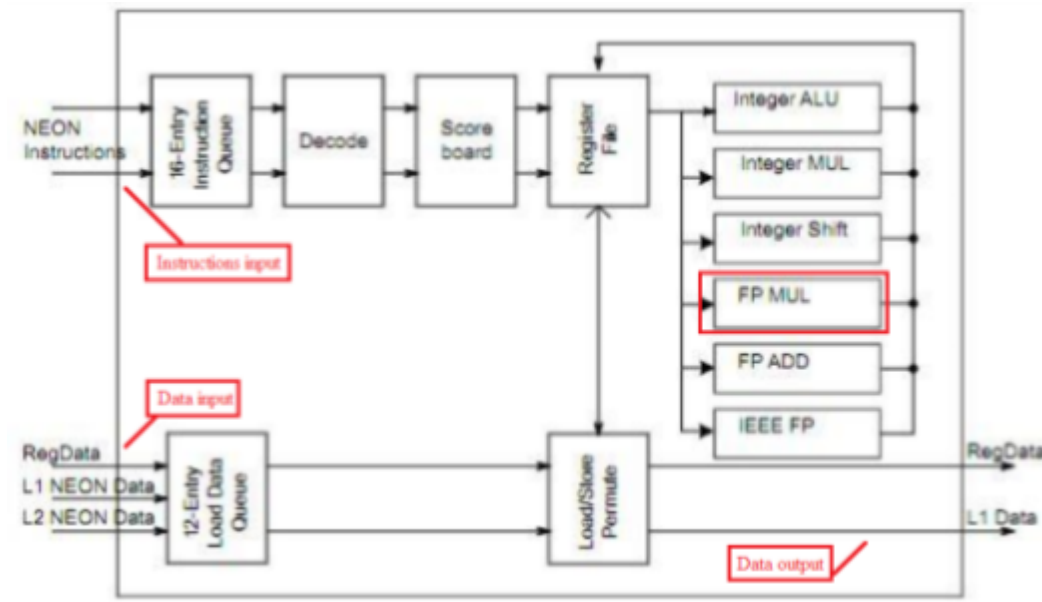 NEON
Instructions
16-Entry
Instruction
Queue
Decode
Score
board
Register
File
Integer ALU
Integer MUL
Integer Shift
FP MUL
FP ADD
IEEE FP
Instructions input
Data input
RegData
L1 NEON Data
L2 NEON Data
12-Entry
Load Data
Queue
Load/Store
Permute
RegData
L1 Data
Data output